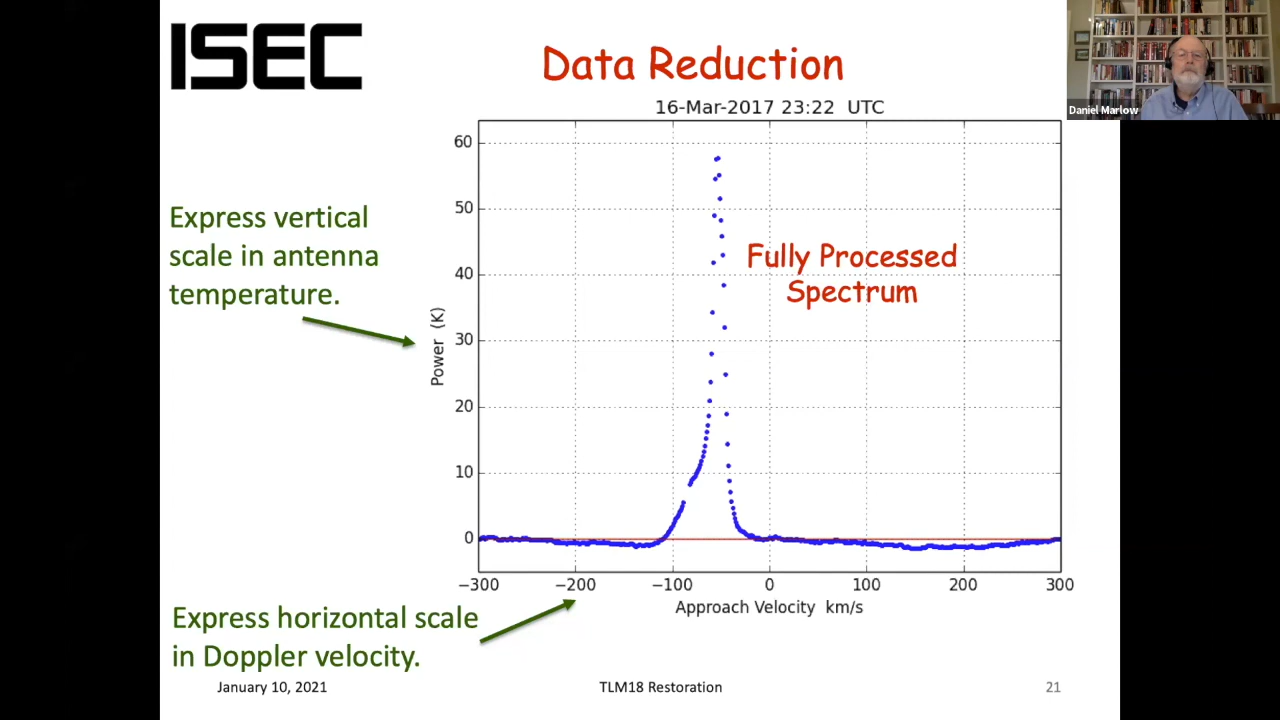 ISEC
Data Reduction
Daniel Marlow
16-Mar-2017 23:22 UTC
Express vertical
scale in antenna
temperature.
Fully Processed
Spectrum
Power (K)
60
50
40
30
20
10
0
−300 −200 −100 0 100 200 300
Approach Velocity km/s
Express horizontal scale
in Doppler velocity.
January 10, 2021 TLM18 Restoration 21